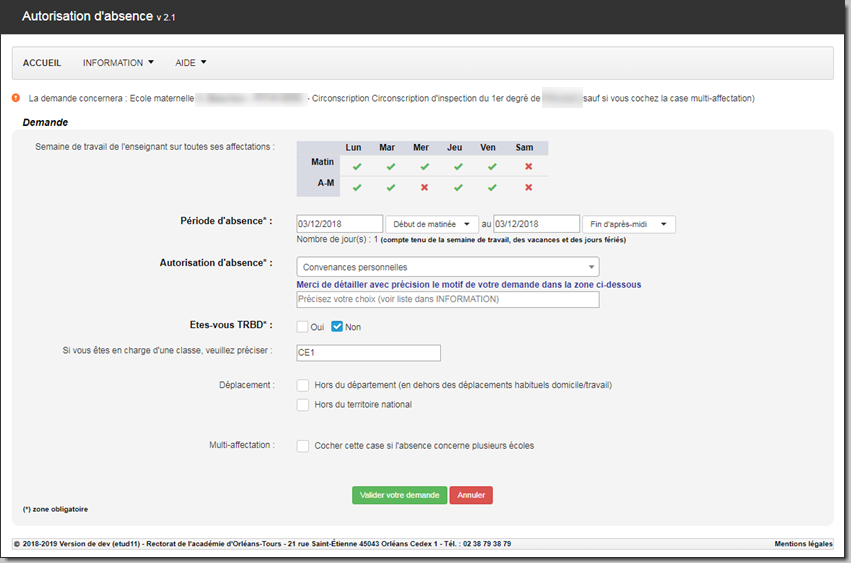 Autorisation d'absence v 2.1
ACCUEIL INFORMATION AIDE
La demande concernera : Ecole maternelle - Circonscription Circonscription d'inspection du 1er degré de sauf si vous cochez la case multi-affectation)
Demande
Semaine de travail de l'enseignant sur toutes ses affectations :
Lun Mar Mer Jeu Ven Sam
Matin
A-M
Période d'absence* : 03/12/2018 Début de matinée au 03/12/2018 Fin d'après-midi
Nombre de jour(s) : 1 (compte tenu de la semaine de travail, des vacances et des jours fériés)
Autorisation d'absence* : Convenances personnelles
Merci de détailler avec précision le motif de votre demande dans la zone ci-dessous
Précisez votre choix (voir liste dans INFORMATION)
Etes-vous TRBD* : Oui Non
Si vous êtes en charge d'une classe, veuillez préciser : CE1
Déplacement : Hors du département (en dehors des déplacements habituels domicile/travail)
Hors du territoire national
Multi-affectation : Cocher cette case si l'absence concerne plusieurs écoles
Valider votre demande Annuler
(*) zone obligatoire
© 2018-2019 Version de dev (etud11) - Rectorat de l'académie d'Orléans-Tours - 21 rue Saint-Étienne 45043 Orléans Cedex 1 - Tél. : 02 38 79 38 79 Mentions légales